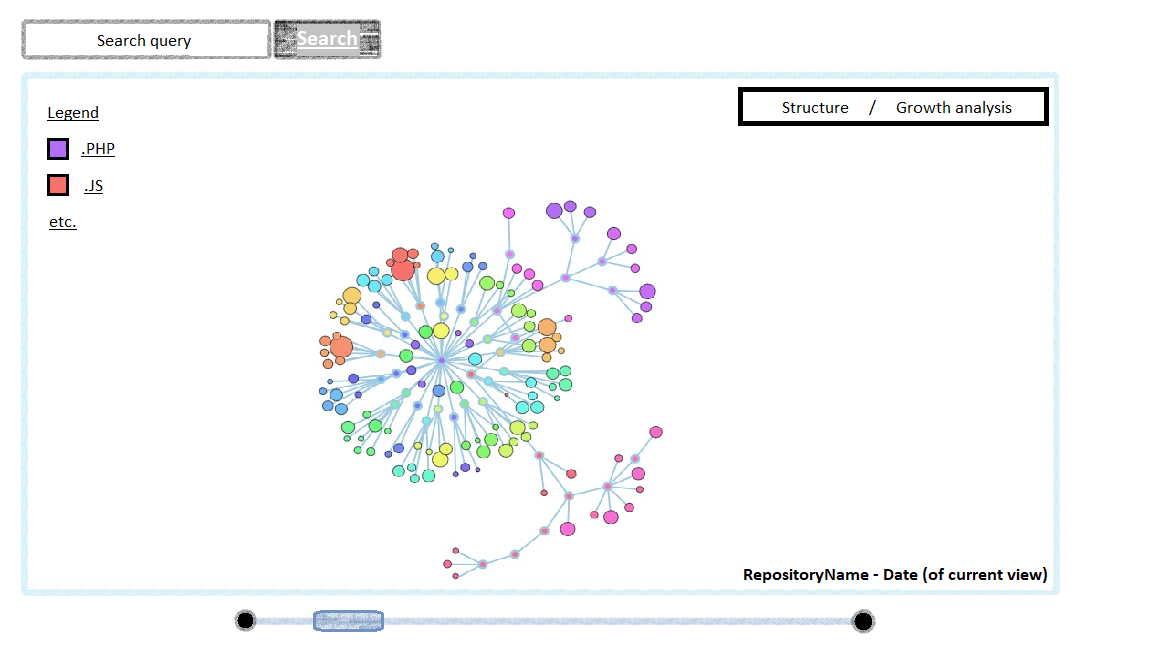 Search query
Search
Structure / Growth analysis
Legend
.PHP
.JS
etc.
RepositoryName - Date (of current view)